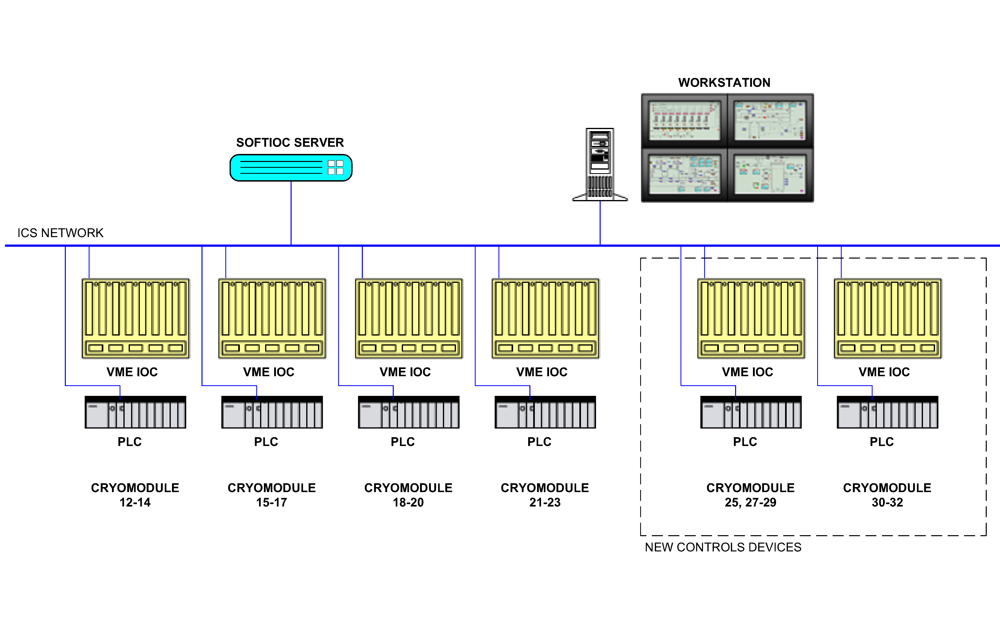 WORKSTATION
SOFTIOC SERVER
ICS NETWORK
VME IOC
VME IOC
VME IOC
VME IOC
VME IOC
VME IOC
PLC
PLC
PLC
PLC
PLC
PLC
CRYOMODULE
12-14
CRYOMODULE
15-17
CRYOMODULE
18-20
CRYOMODULE
21-23
CRYOMODULE
25, 27-29
CRYOMODULE
30-32
NEW CONTROLS DEVICES